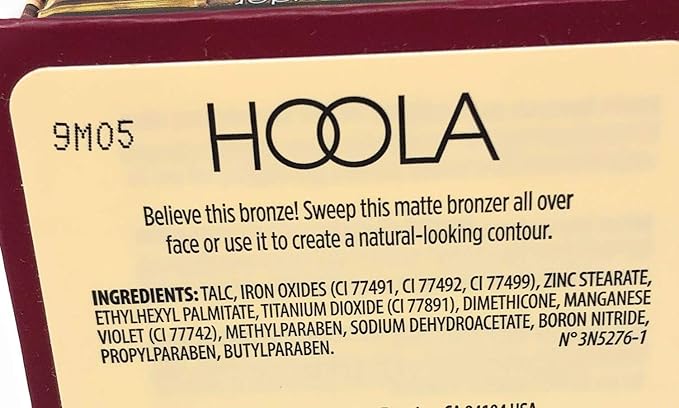 9M05
HOOLA
Believe this bronze! Sweep this matte bronzer all over
face or use it to create a natural-looking contour.
INGREDIENTS: TALC, IRON OXIDES (CI 77491, CI 77492, CI 77499), ZINC STEARATE,
ETHYLHEXYL PALMITATE, TITANIUM DIOXIDE (CI 77891), DIMETHICONE, MANGANESE
VIOLET (CI 77742), METHYLPARABEN, SODIUM DEHYDROACETATE, BORON NITRIDE,
PROPYLPARABEN, BUTYLPARABEN.
N° 3N5276-1